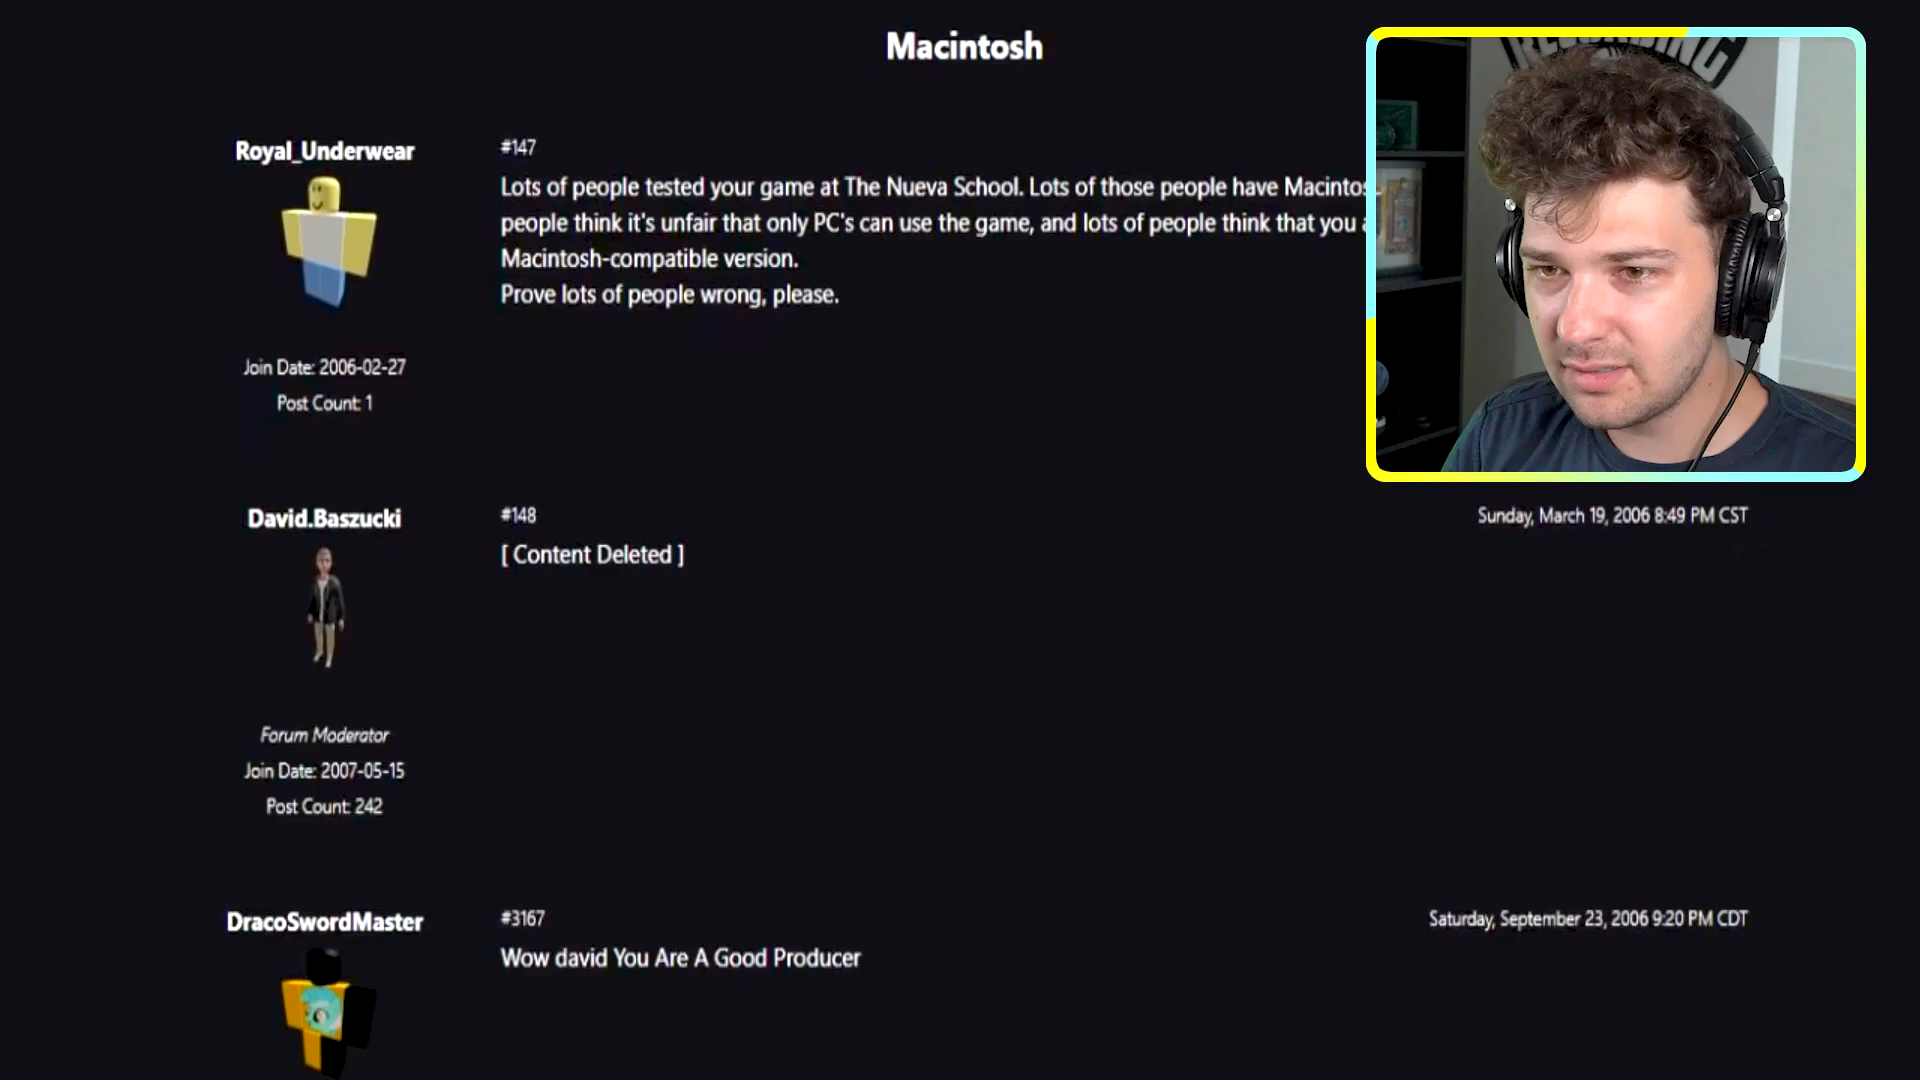 Macintosh
Royal_Underwear
#147
Lots of people tested your game at The Nueva School. Lots of those people have
people think it's unfair that only PC's can use the game, and lots of people think that you
Macintosh-compatible version.
Prove lots of people wrong, please.
Join Date: 2006-02-27
Post Count: 1
David.Baszucki
#148
Sunday, March 19, 2006 8:49 PM CST
[ Content Deleted ]
Forum Moderator
Join Date: 2007-05-15
Post Count: 242
DracoSwordMaster
#3167
Saturday, September 23, 2006 9:20 PM CDT
Wow david You Are A Good Producer